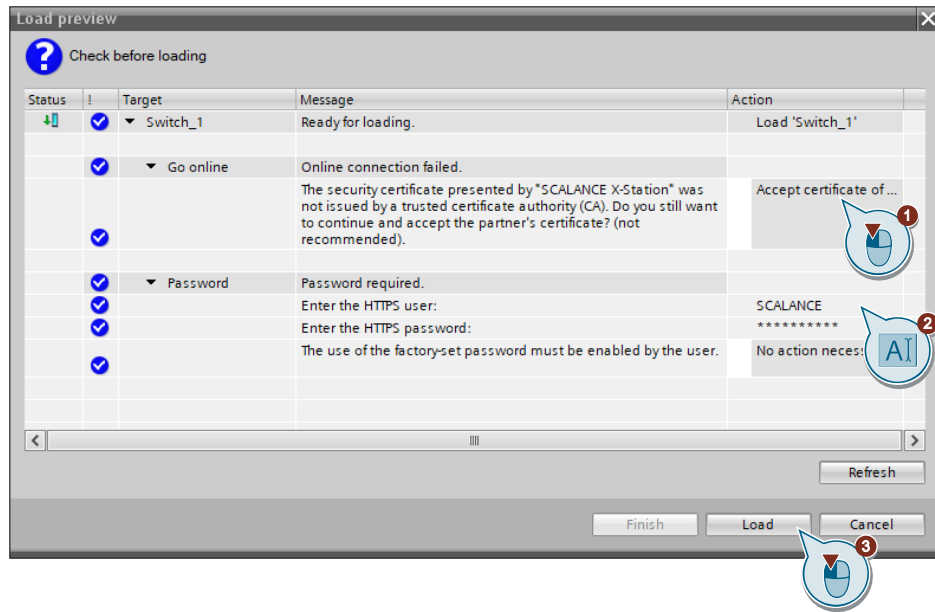 Load preview
Check before loading
Status ! Target Message Action
Switch_1 Ready for loading. Load 'Switch_1'
Go online Online connection failed.
The security certificate presented by "SCALANCE X-Station" was Accept certificate of ...
not issued by a trusted certificate authority (CA). Do you still want
to continue and accept the partner's certificate? (not
recommended).
1
Password Password required.
Enter the HTTPS user: SCALANCE
Enter the HTTPS password: **********
2
The use of the factory-set password must be enabled by the user. No action
A
Refresh
Finish Load Cancel
3